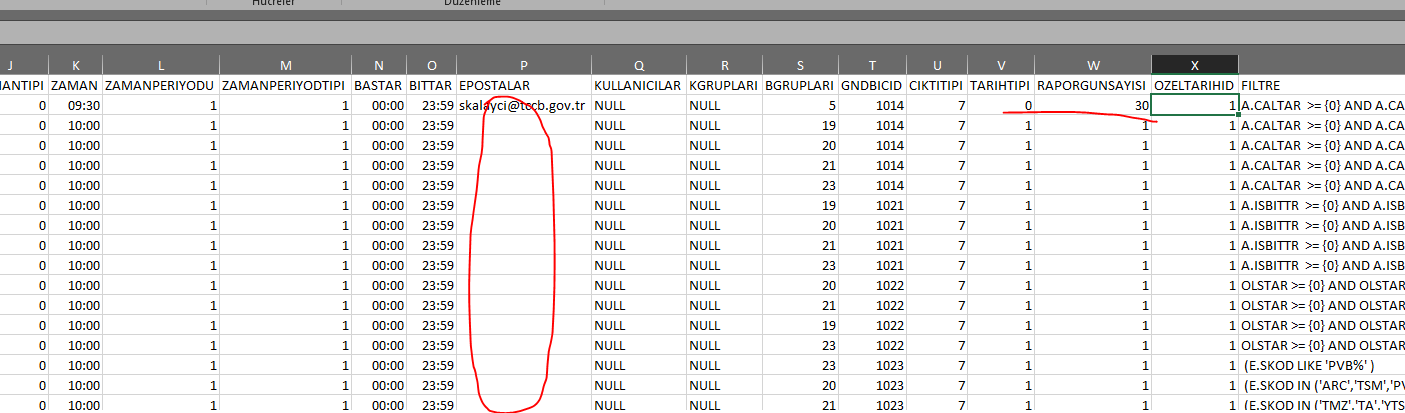 Hücreler Düzenleme
J K L M N O P Q R S T U V W X Y
IANTIPI ZAMAN ZAMANPERIYODU ZAMANPERIYODTIPI BASTAR BITTAR EPOSTALAR KULLANICILAR KGRUPLARI BGRUPLARI GNDBICID CIKTITIPI TARIHTIPI RAPORGUNSAYISI OZELTARIHID FILTRE
0 09:30 1 1 00:00 23:59 skalayci@tccb.gov.tr NULL NULL 5 1014 7 0 30 1 A.CALTAR >= {0} AND A.CA
0 10:00 1 1 00:00 23:59 NULL NULL 19 1014 7 1 1 1 A.CALTAR >= {0} AND A.CA
0 10:00 1 1 00:00 23:59 NULL NULL 20 1014 7 1 1 1 A.CALTAR >= {0} AND A.CA
0 10:00 1 1 00:00 23:59 NULL NULL 21 1014 7 1 1 1 A.CALTAR >= {0} AND A.CA
0 10:00 1 1 00:00 23:59 NULL NULL 23 1014 7 1 1 1 A.CALTAR >= {0} AND A.CA
0 10:00 1 1 00:00 23:59 NULL NULL 19 1021 7 1 1 1 A.ISBITTR >= {0} AND A.ISB
0 10:00 1 1 00:00 23:59 NULL NULL 20 1021 7 1 1 1 A.ISBITTR >= {0} AND A.ISB
0 10:00 1 1 00:00 23:59 NULL NULL 21 1021 7 1 1 1 A.ISBITTR >= {0} AND A.ISB
0 10:00 1 1 00:00 23:59 NULL NULL 23 1021 7 1 1 1 A.ISBITTR >= {0} AND A.ISB
0 10:00 1 1 00:00 23:59 NULL NULL 20 1022 7 1 1 1 OLSTAR >= {0} AND OLSTAR
0 10:00 1 1 00:00 23:59 NULL NULL 21 1022 7 1 1 1 OLSTAR >= {0} AND OLSTAR
0 10:00 1 1 00:00 23:59 NULL NULL 19 1022 7 1 1 1 OLSTAR >= {0} AND OLSTAR
0 10:00 1 1 00:00 23:59 NULL NULL 23 1022 7 1 1 1 OLSTAR >= {0} AND OLSTAR
0 10:00 1 1 00:00 23:59 NULL NULL 23 1023 7 1 1 1 (E.SKOD LIKE 'PVB%' )
0 10:00 1 1 00:00 23:59 NULL NULL 20 1023 7 1 1 1 (E.SKOD IN ('ARC','TSM','PV
0 10:00 1 1 00:00 23:59 NULL NULL 21 1023 7 1 1 1 (E.SKOD IN ('TMZ','TA','YTS